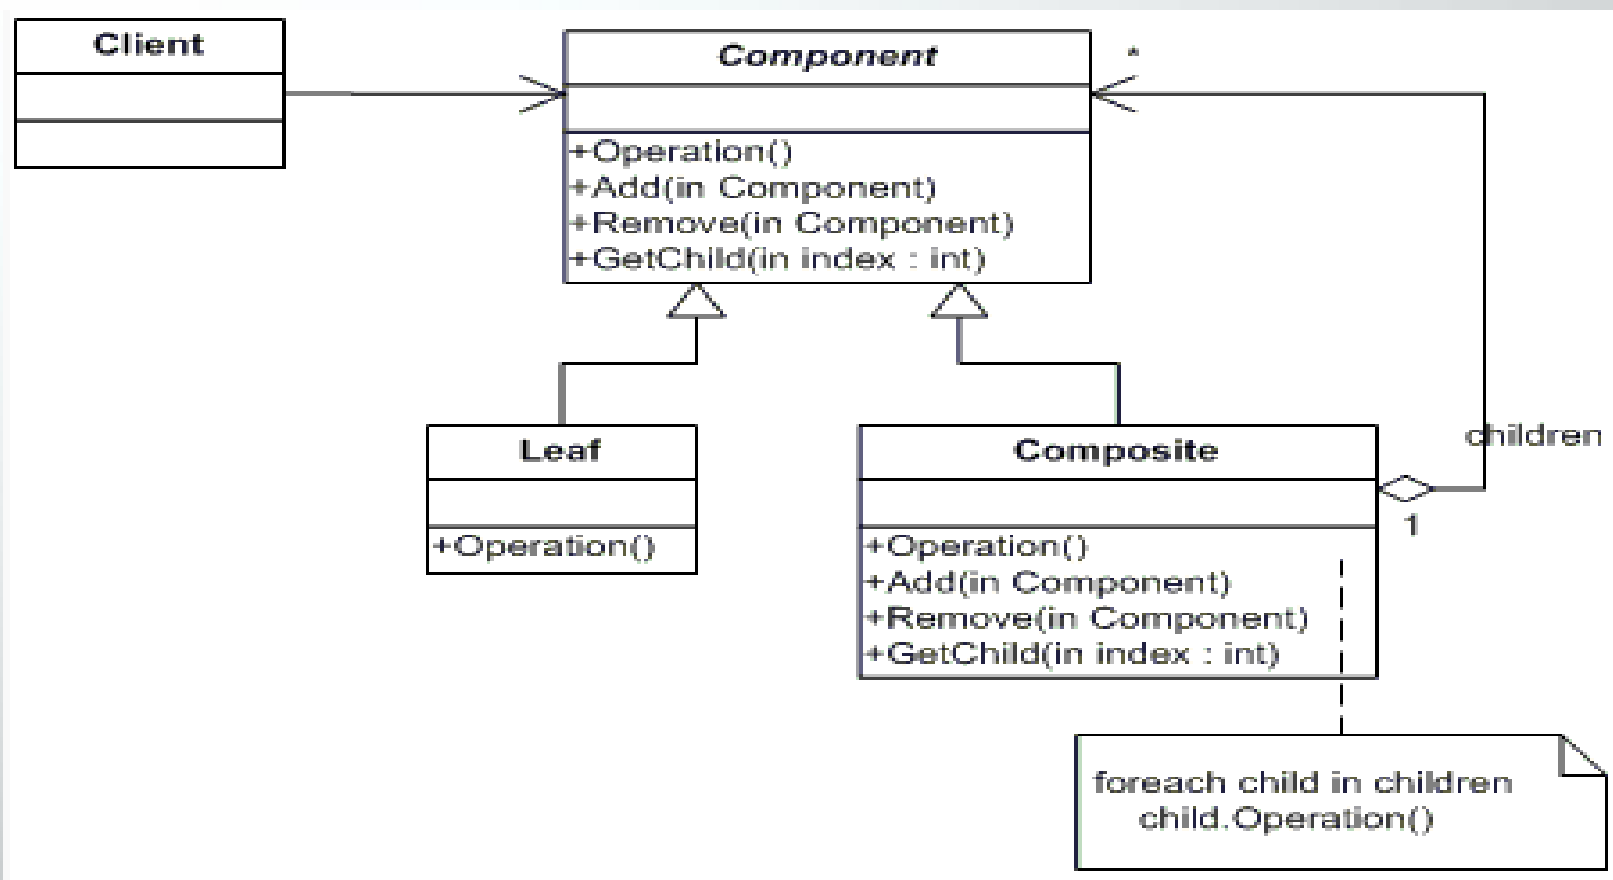 Client
Component
*
+Operation()
+Add(in Component)
+Remove(in Component)
+GetChild(in index : int)
Leaf
+Operation()
Composite
+Operation()
+Add(in Component)
+Remove(in Component)
+GetChild(in index : int)
children
1
foreach child in children
child.Operation()